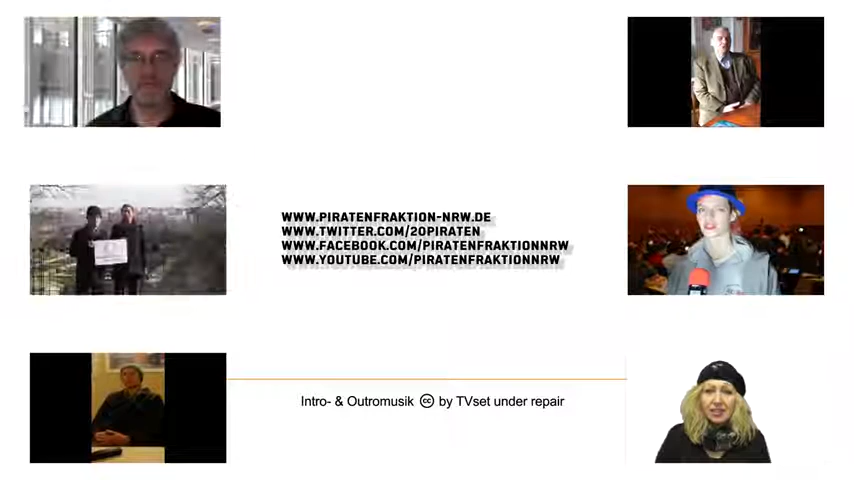 WWW.PIRATENFRAKTION-NRW.DE
WWW.TWITTER.COM/20PIRATEN
WWW.FACEBOOK.COM/PIRATENFRAKTIONNRW
WWW.YOUTUBE.COM/PIRATENFRAKTIONNRW
Intro- & Outromusik cc by TVset under repair